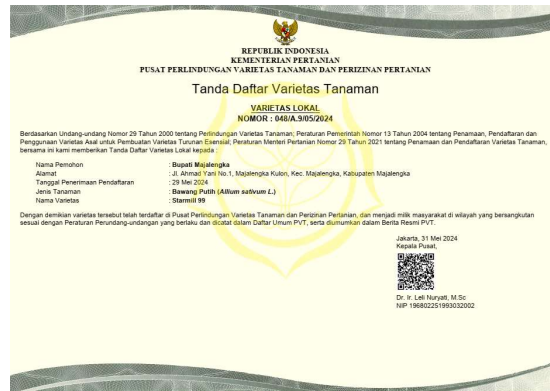 REPUBLIK INDONESIA
KEMENTERIAN PERTANIAN
PUSAT PERLINDUNGAN VARIETAS TANAMAN DAN PERIZINAN PERTANIAN
Tanda Daftar Varietas Tanaman
VARIETAS LOKAL
NOMOR : 048/A.9/05/2024
Berdasarkan Undang-undang Nomor 29 Tahun 2000 tentang Perlindungan Varietas Tanaman; Peraturan Pemerintah Nomor 13 Tahun 2004 tentang Penamaan, Pendaftaran dan
Penggunaan Varietas Asal untuk Pembuatan Varietas Turunan Esensial; Peraturan Menteri Pertanian Nomor 29 Tahun 2021 tentang Penamaan dan Pendaftaran Varietas Tanaman,
bersama ini kami memberikan Tanda Daftar Varietas Lokal kepada :
Nama Pemohon : Bupati Majalengka
Alamat : Jl. Ahmad Yani No.1, Majalengka Kulon, Kec. Majalengka, Kabupaten Majalengka
Tanggal Penerimaan Pendaftaran : 29 Mei 2024
Jenis Tanaman : Bawang Putih (Allium sativum L.)
Nama Varietas : Starmill 99
Dengan demikian varietas tersebut telah terdaftar di Pusat Perlindungan Varietas Tanaman dan Perizinan Pertanian, dan menjadi milik masyarakat di wilayah yang bersangkutan
sesuai dengan Peraturan Perundang-undangan yang berlaku dan dicatat dalam Daftar Umum PVT, serta diumumkan dalam Berita Resmi PVT.
Jakarta, 31 Mei 2024
Kepala Pusat,
Dr. Ir. Leli Nuryati, M.Sc
NIP 196802251993032002